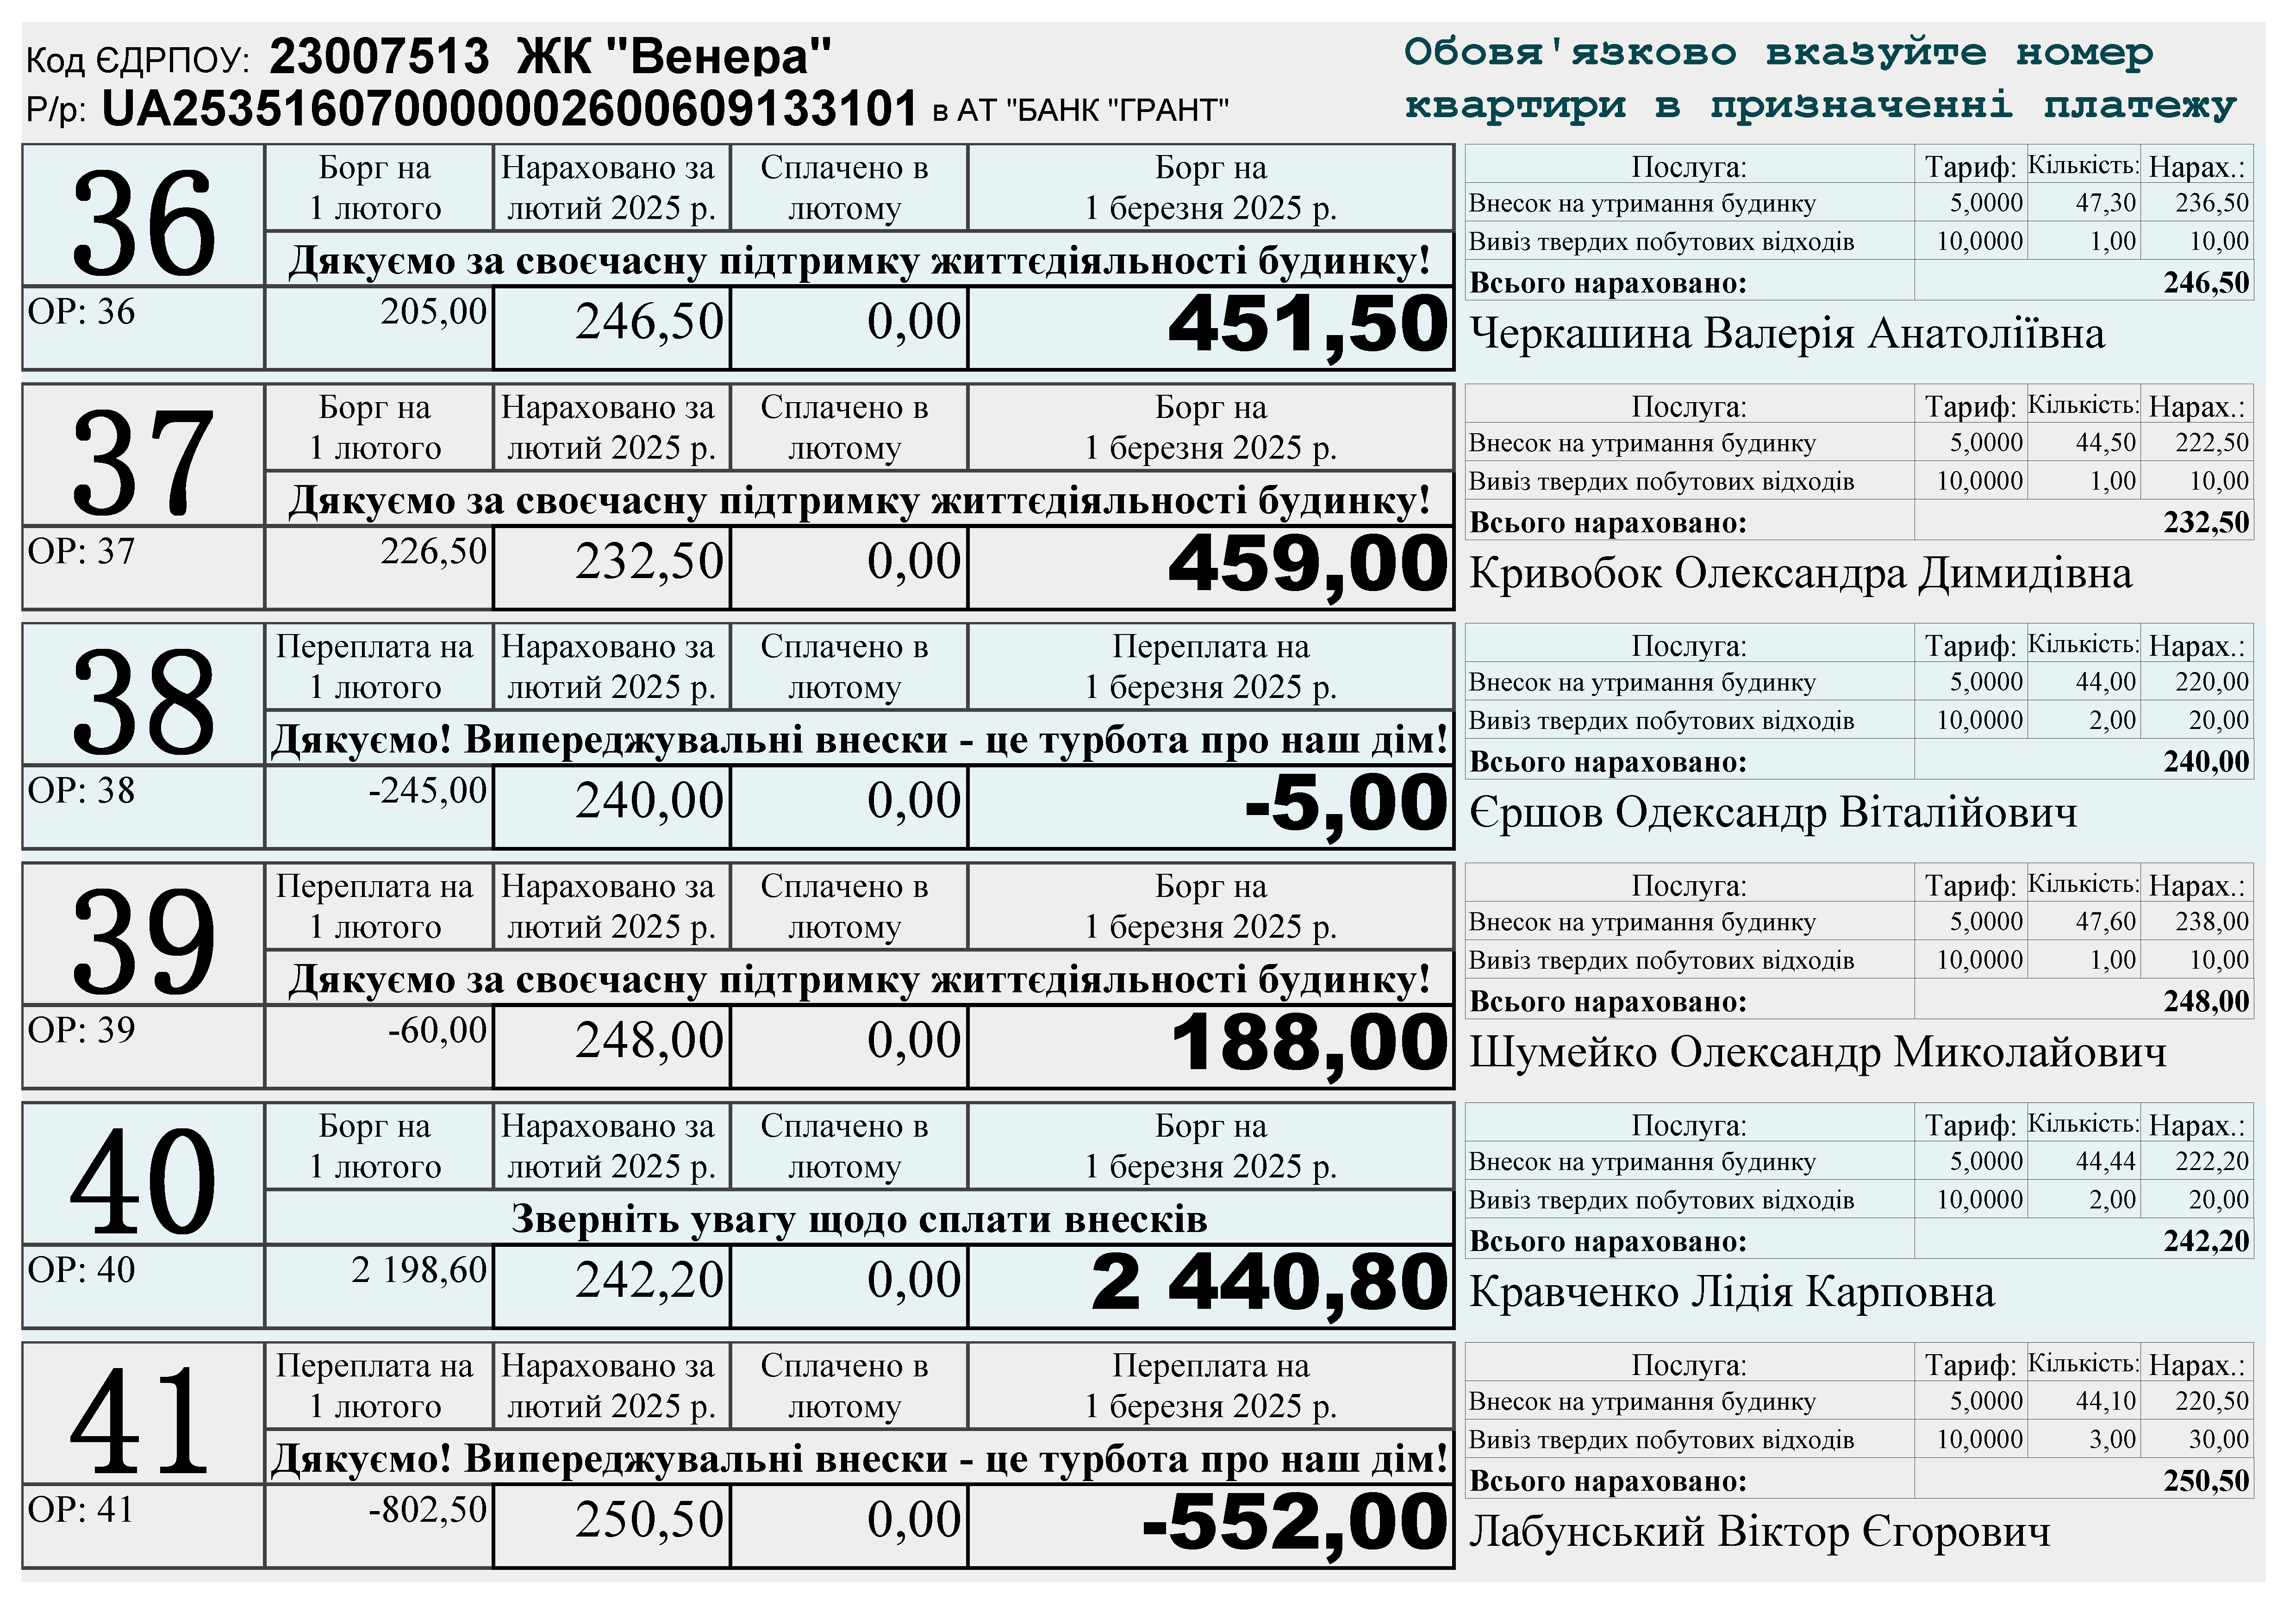 Код ЄДРПОУ: 23007513 ЖК "Венера"
Р/р: UA253516070000002600609133101 в АТ "БАНК "ГРАНТ"
Обовя'язково вказуйте номер
квартири в призначенні платежу
36
Борг на
1 лютого
Нараховано за
лютий 2025 р.
Сплачено в
лютому
Борг на
1 березня 2025 р.
Дякуємо за своєчасну підтримку життєдіяльності будинку!
ОР: 36 205,00 246,50 0,00 451,50
Послуга: Тариф: Кількість: Нарах.:
Внесок на утримання будинку 5,0000 47,30 236,50
Вивіз твердих побутових відходів 10,0000 1,00 10,00
Всього нараховано: 246,50
Черкашина Валерія Анатоліївна
37
Борг на
1 лютого
Нараховано за
лютий 2025 р.
Сплачено в
лютому
Борг на
1 березня 2025 р.
Дякуємо за своєчасну підтримку життєдіяльності будинку!
ОР: 37 226,50 232,50 0,00 459,00
Послуга: Тариф: Кількість: Нарах.:
Внесок на утримання будинку 5,0000 44,50 222,50
Вивіз твердих побутових відходів 10,0000 1,00 10,00
Всього нараховано: 232,50
Кривобок Олександра Димидівна
38
Переплата на
1 лютого
Нараховано за
лютий 2025 р.
Сплачено в
лютому
Переплата на
1 березня 2025 р.
Дякуємо! Випереджувальні внески - це турбота про наш дім!
ОР: 38 -245,00 240,00 0,00 -5,00
Послуга: Тариф: Кількість: Нарах.:
Внесок на утримання будинку 5,0000 44,00 220,00
Вивіз твердих побутових відходів 10,0000 2,00 20,00
Всього нараховано: 240,00
Єршов Одександр Віталійович
39
Переплата на
1 лютого
Нараховано за
лютий 2025 р.
Сплачено в
лютому
Борг на
1 березня 2025 р.
Дякуємо за своєчасну підтримку життєдіяльності будинку!
ОР: 39 -60,00 248,00 0,00 188,00
Послуга: Тариф: Кількість: Нарах.:
Внесок на утримання будинку 5,0000 47,60 238,00
Вивіз твердих побутових відходів 10,0000 1,00 10,00
Всього нараховано: 248,00
Шумейко Олександр Миколайович
40
Борг на
1 лютого
Нараховано за
лютий 2025 р.
Сплачено в
лютому
Борг на
1 березня 2025 р.
Зверніть увагу щодо сплати внесків
ОР: 40 2 198,60 242,20 0,00 2 440,80
Послуга: Тариф: Кількість: Нарах.:
Внесок на утримання будинку 5,0000 44,44 222,20
Вивіз твердих побутових відходів 10,0000 2,00 20,00
Всього нараховано: 242,20
Кравченко Лідія Карповна
41
Переплата на
1 лютого
Нараховано за
лютий 2025 р.
Сплачено в
лютому
Переплата на
1 березня 2025 р.
Дякуємо! Випереджувальні внески - це турбота про наш дім!
ОР: 41 -802,50 250,50 0,00 -552,00
Послуга: Тариф: Кількість: Нарах.:
Внесок на утримання будинку 5,0000 44,10 220,50
Вивіз твердих побутових відходів 10,0000 3,00 30,00
Всього нараховано: 250,50
Лабунський Віктор Єгорович